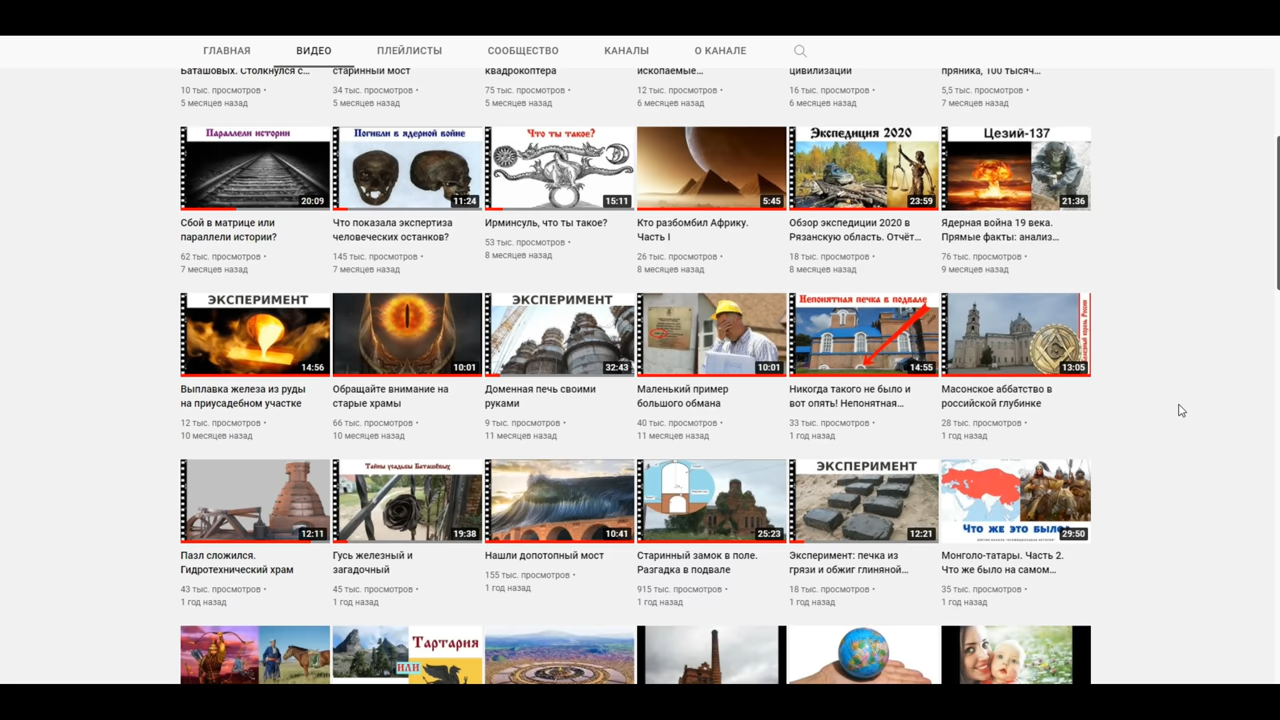 ГЛАВНАЯ ВИДЕО ПЛЕЙЛИСТЫ СООБЩЕСТВО КАНАЛЫ О КАНАЛЕ
Баташовых. Столкнулся с...
10 тыс. просмотров •
5 месяцев назад
старинный мост
34 тыс. просмотров •
5 месяцев назад
квадрокоптера
75 тыс. просмотров •
5 месяцев назад
ископаемые...
12 тыс. просмотров •
6 месяцев назад
цивилизации
16 тыс. просмотров •
6 месяцев назад
пряника, 100 тысяч...
5,5 тыс. просмотров •
7 месяцев назад
Параллели истории
20:09
Сбой в матрице или
параллели истории?
62 тыс. просмотров •
7 месяцев назад
Погибли в ядерной войне
11:24
Что показала экспертиза
человеческих останков?
145 тыс. просмотров •
7 месяцев назад
Что ты такое?
15:11
Ирминсуль, что ты такое?
53 тыс. просмотров •
8 месяцев назад
5:45
Кто разбомбил Африку.
Часть I
26 тыс. просмотров •
8 месяцев назад
Экспедиция 2020
23:59
Обзор экспедиции 2020 в
Рязанскую область. Отчёт...
18 тыс. просмотров •
8 месяцев назад
Цезий-137
21:36
Ядерная война 19 века.
Прямые факты: анализ...
76 тыс. просмотров •
9 месяцев назад
ЭКСПЕРИМЕНТ
14:56
Выплавка железа из руды
на приусадебном участке
12 тыс. просмотров •
10 месяцев назад
10:01
Обращайте внимание на
старые храмы
66 тыс. просмотров •
10 месяцев назад
ЭКСПЕРИМЕНТ
32:43
Доменная печь своими
руками
9 тыс. просмотров •
11 месяцев назад
10:01
Маленький пример
большого обмана
40 тыс. просмотров •
11 месяцев назад
Непонятная печка в подвале
14:55
Никогда такого не было и
вот опять! Непонятная...
33 тыс. просмотров •
1 год назад
13:05
Масонское аббатство в
российской глубинке
28 тыс. просмотров •
1 год назад
12:11
Пазл сложился.
Гидротехнический храм
43 тыс. просмотров •
1 год назад
Тайны усадьбы Баташёвых
19:38
Гусь железный и
загадочный
45 тыс. просмотров •
1 год назад
10:41
Нашли допотопный мост
155 тыс. просмотров •
1 год назад
25:23
Старинный замок в поле.
Разгадка в подвале
915 тыс. просмотров •
1 год назад
ЭКСПЕРИМЕНТ
12:21
Эксперимент: печка из
грязи и обжиг глиняной...
18 тыс. просмотров •
1 год назад
Что же это было
29:50
Монголо-татары. Часть 2.
Что же было на самом...
35 тыс. просмотров •
1 год назад
Тартария
ИЛИ